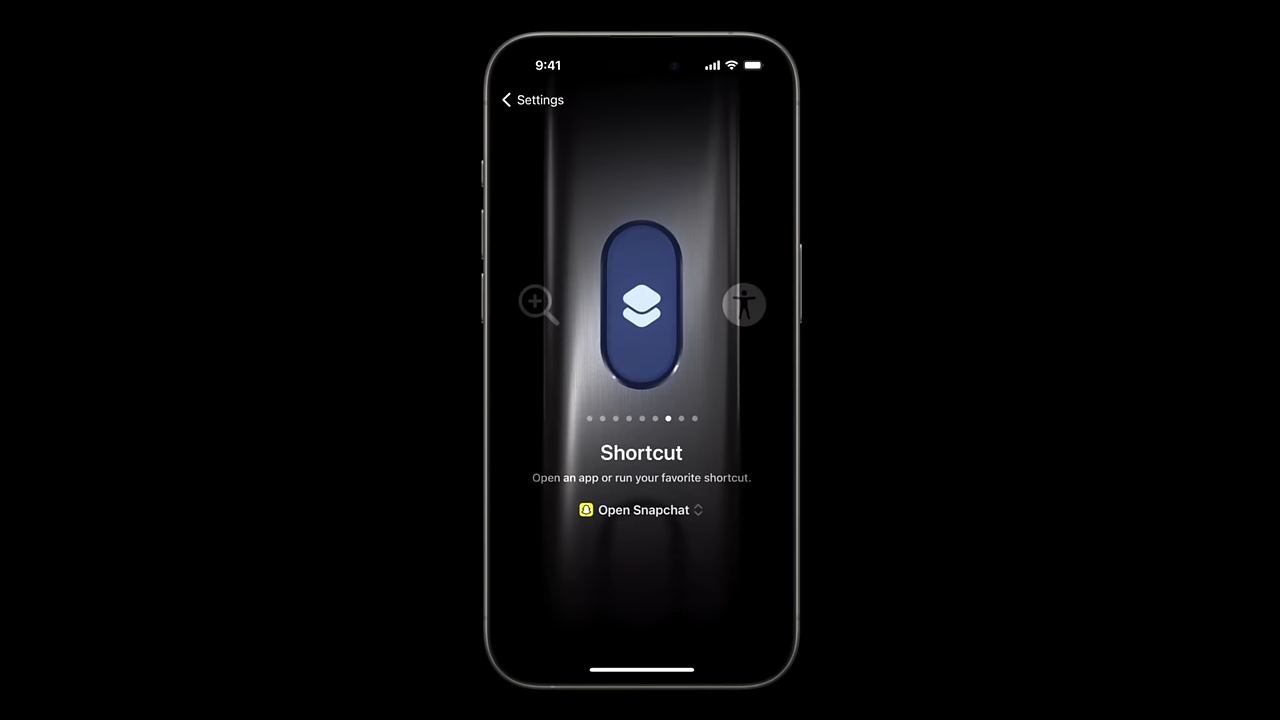 9:41
Settings
Shortcut
Open an app or run your favorite shortcut.
Open Snapchat